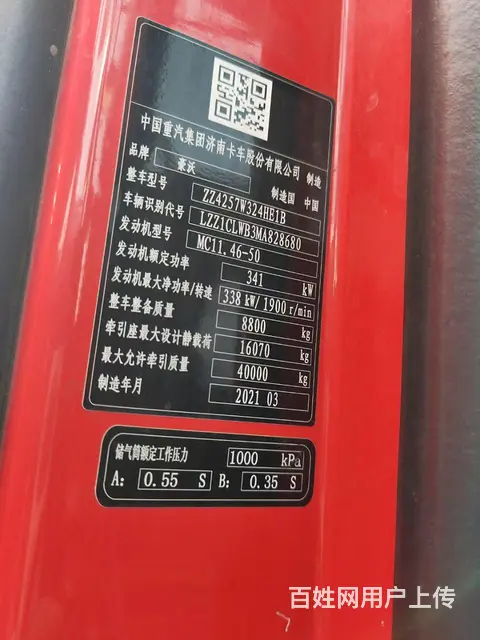 中国重汽集团济南卡车股份有限公司 制造
品牌 豪沃 制造国 中国
整车型号 ZZ4257W324HE1B
车辆识别代号 LZZ1CLWB3MA828680
发动机型号 MC11.46-50
发动机额定功率 341 kW
发动机最大净功率/转速 338 kW/1900 r/min
整车整备质量 8800 kg
牵引座最大设计静载荷 16070 kg
最大允许牵引质量 40000 kg
制造年月 2021 03
储气筒额定工作压力 1000 kPa
A: 0.55 S B: 0.35 S
百姓网用户上传